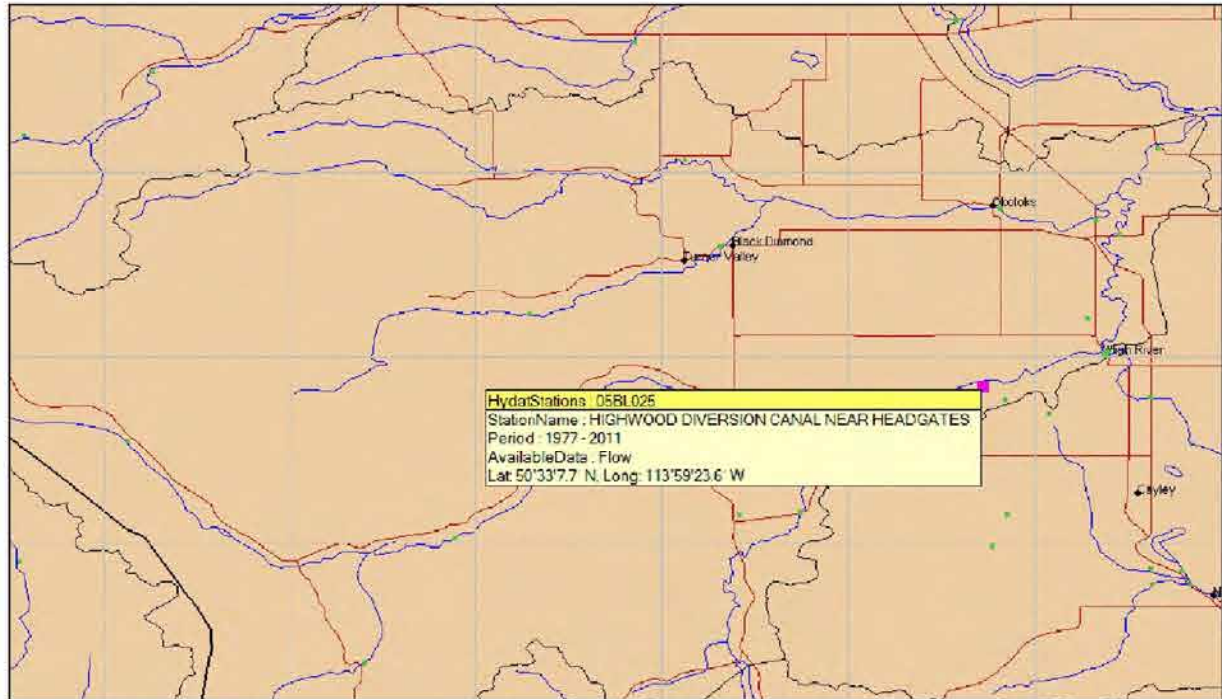 Okotoks
Black Diamond
Turner Valley
High River
HydatStations : 05BL025
StationName : HIGHWOOD DIVERSION CANAL NEAR HEADGATES
Period : 1977 - 2011
AvailableData : Flow
Lat: 50°33'7.7" N, Long: 113°59'23.6" W
Cayley